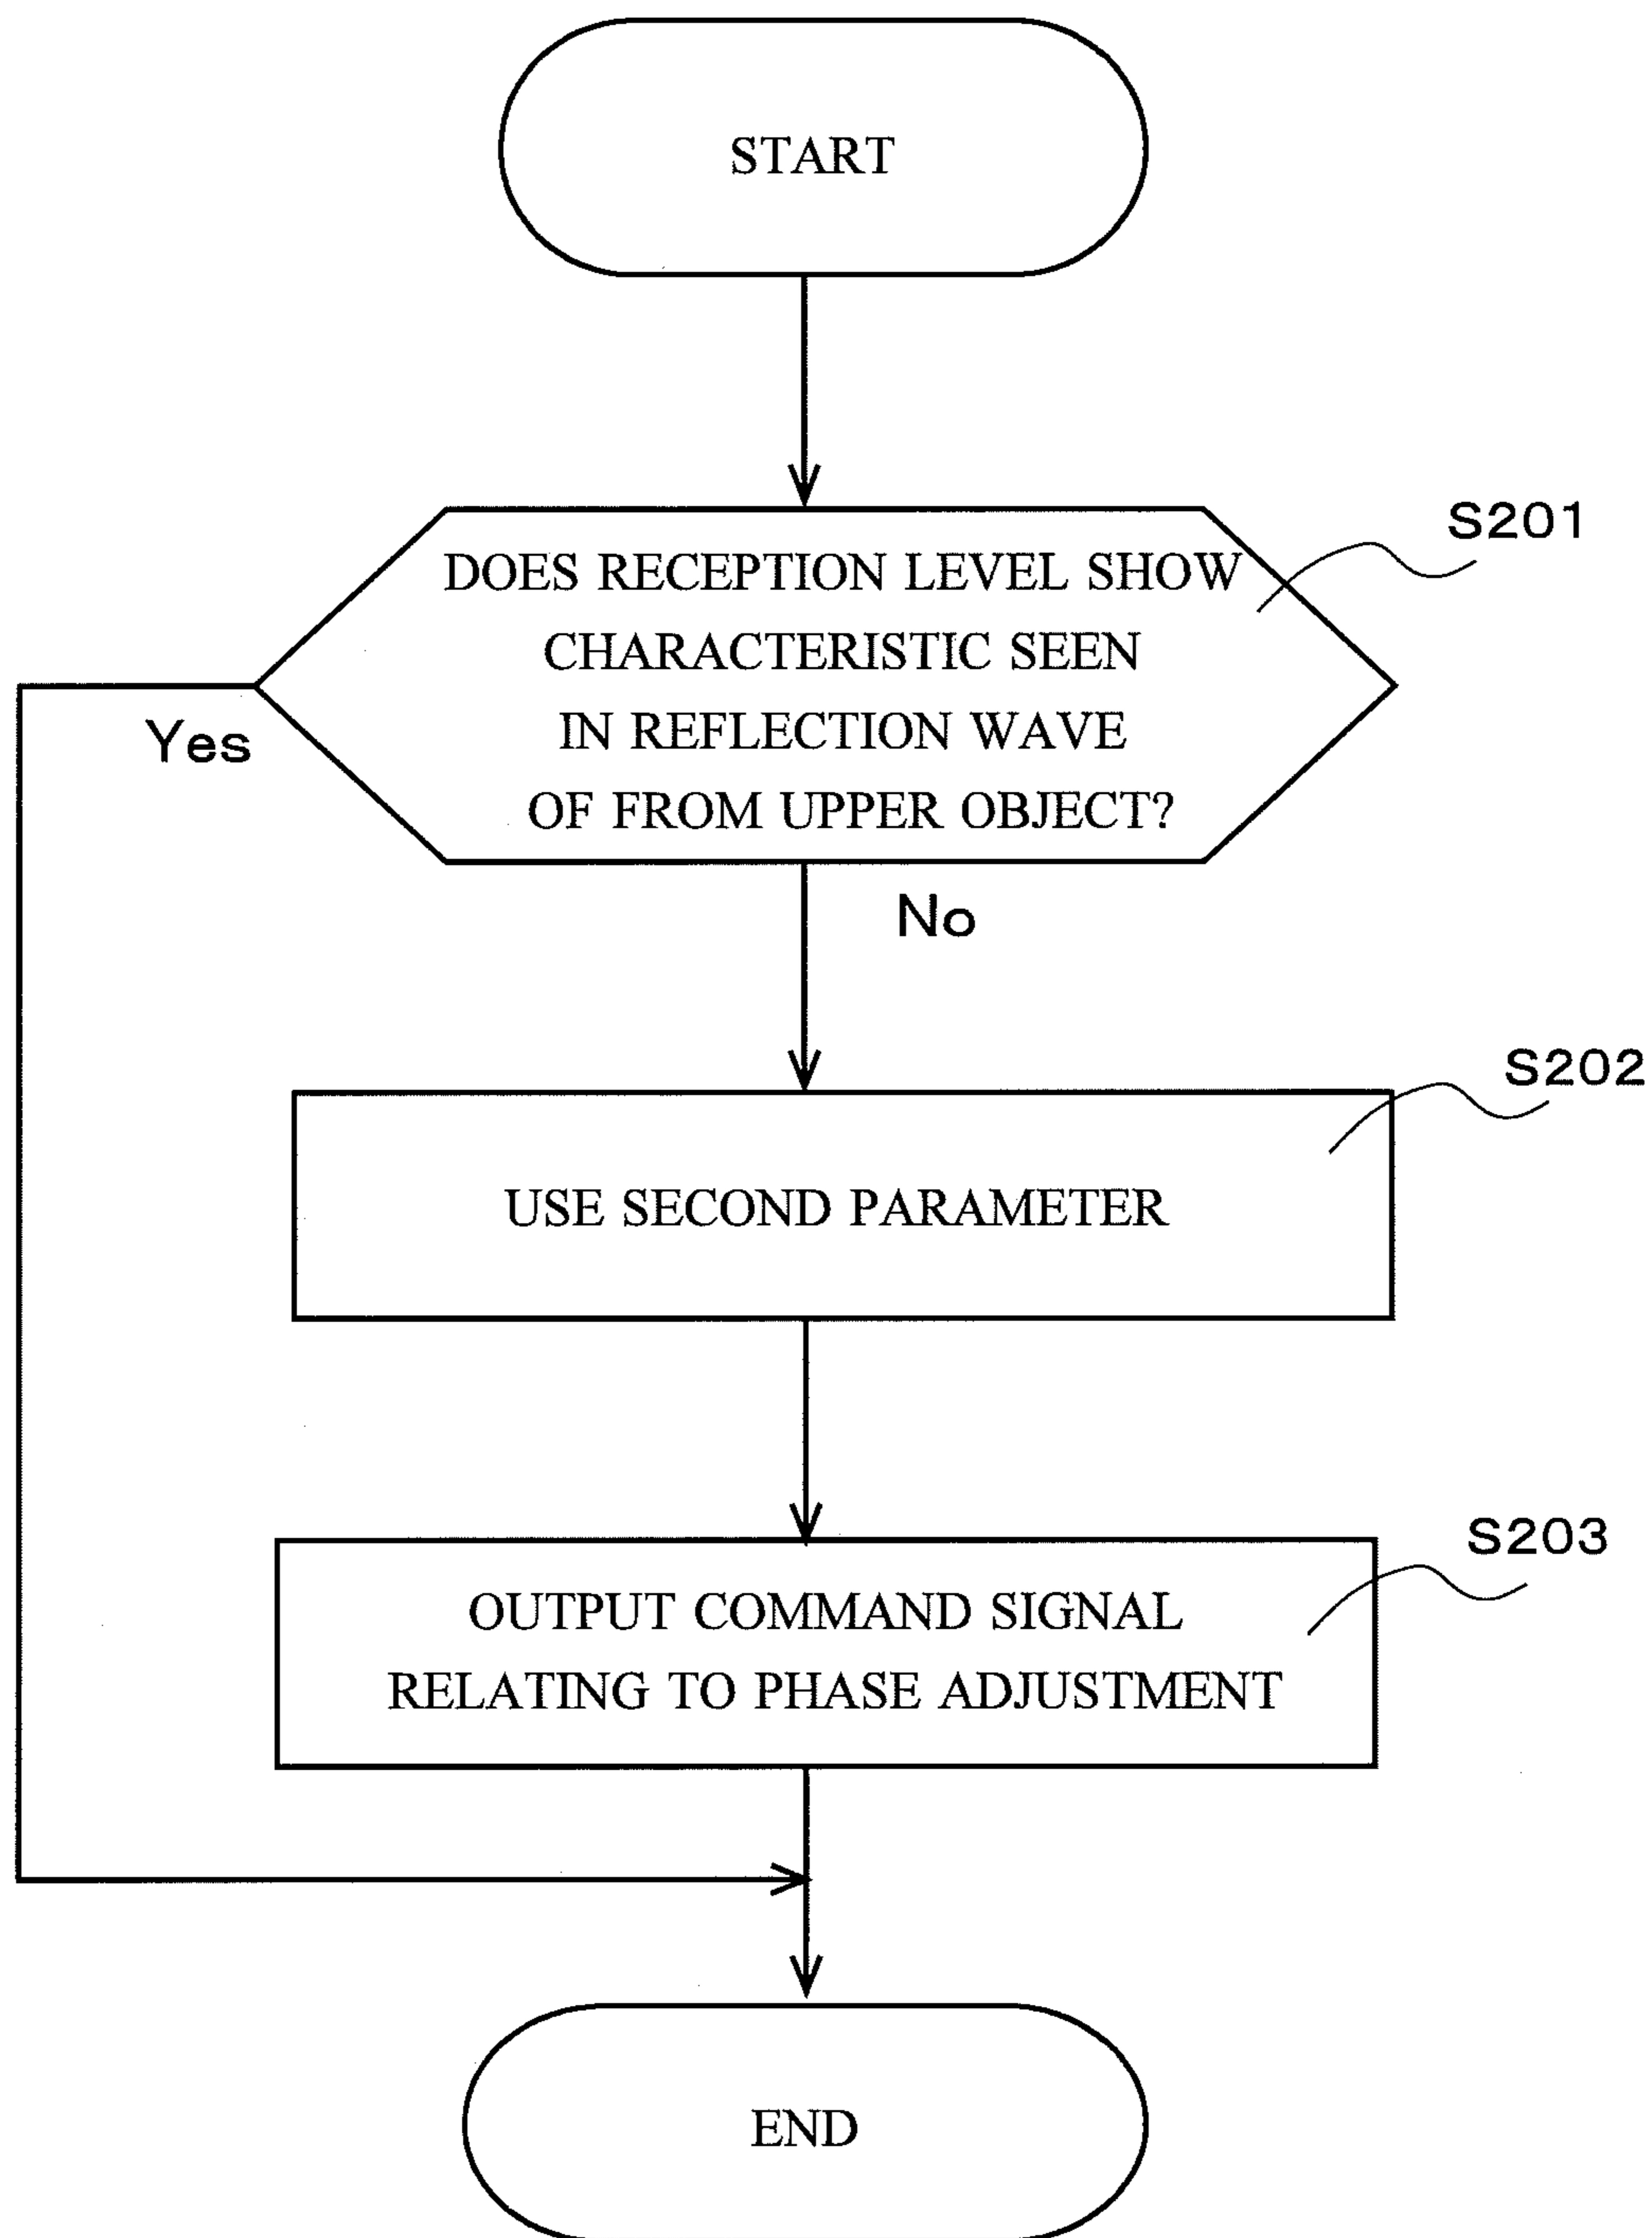 START
S201
DOES RECEPTION LEVEL SHOW
CHARACTERISTIC SEEN
IN REFLECTION WAVE
OF FROM UPPER OBJECT?
Yes
No
S202
USE SECOND PARAMETER
S203
OUTPUT COMMAND SIGNAL
RELATING TO PHASE ADJUSTMENT
END